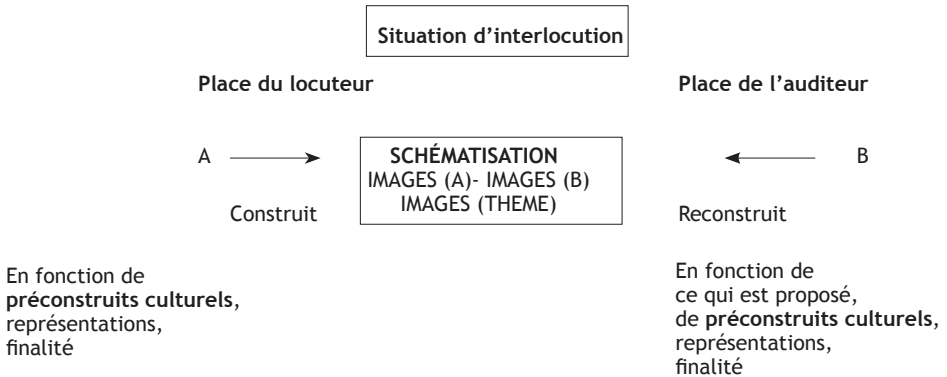 Situation d’interlocution
Place du locuteur
Place de l’auditeur
A
SCHÉMATISATION
IMAGES (A)- IMAGES (B)
IMAGES (THEME)
B
Construit
Reconstruit
En fonction de
préconstruits culturels,
représentations,
finalité
En fonction de
ce qui est proposé,
de préconstruits culturels,
représentations,
finalité